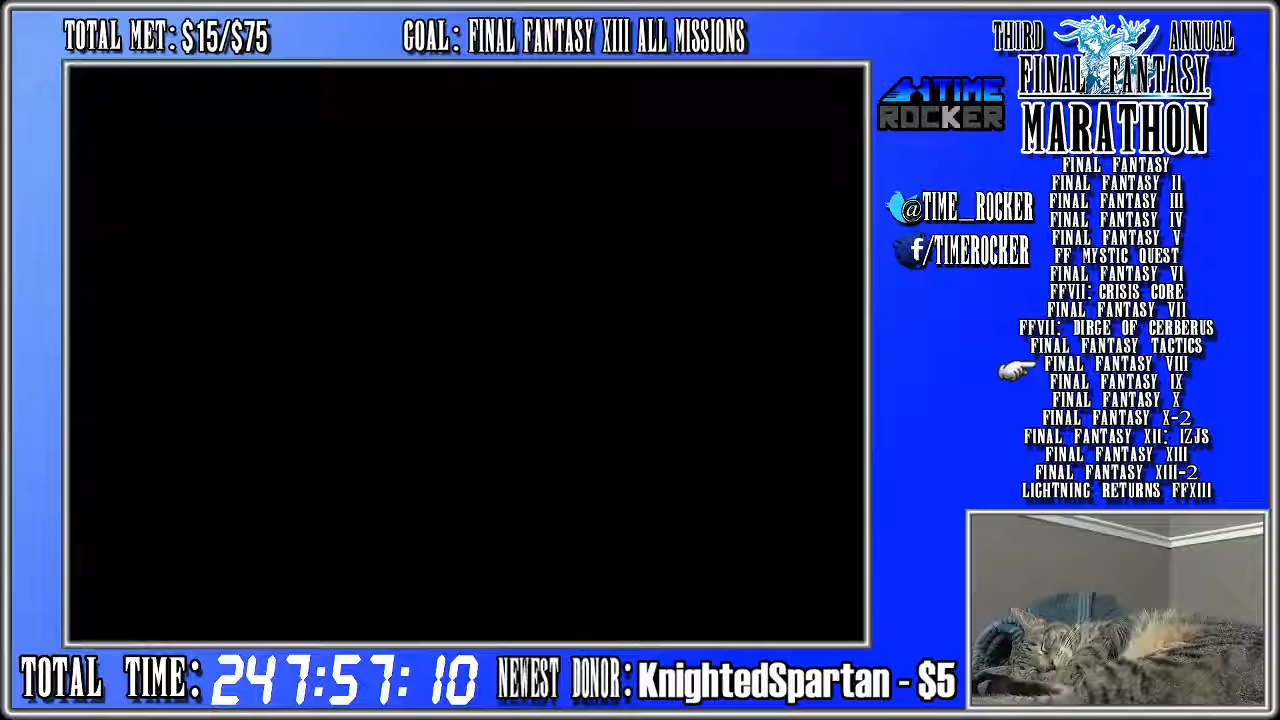 TOTAL MET: $15/$75
GOAL: FINAL FANTASY XIII ALL MISSIONS
THIRD ANNUAL
FINAL FANTASY
MARATHON
TIME
ROCKER
@TIME_ROCKER
f/TIMEROCKER
FINAL FANTASY
FINAL FANTASY II
FINAL FANTASY III
FINAL FANTASY IV
FINAL FANTASY V
FF MYSTIC QUEST
FINAL FANTASY VI
FFVII: CRISIS CORE
FINAL FANTASY VII
FFVII: DIRGE OF CERBERUS
FINAL FANTASY TACTICS
FINAL FANTASY VIII
FINAL FANTASY IX
FINAL FANTASY X
FINAL FANTASY X-2
FINAL FANTASY XII: IZJS
FINAL FANTASY XIII
FINAL FANTASY XIII-2
LIGHTNING RETURNS FFXIII
TOTAL TIME: 247:57:10
NEWEST DONOR: KnightedSpartan - $5